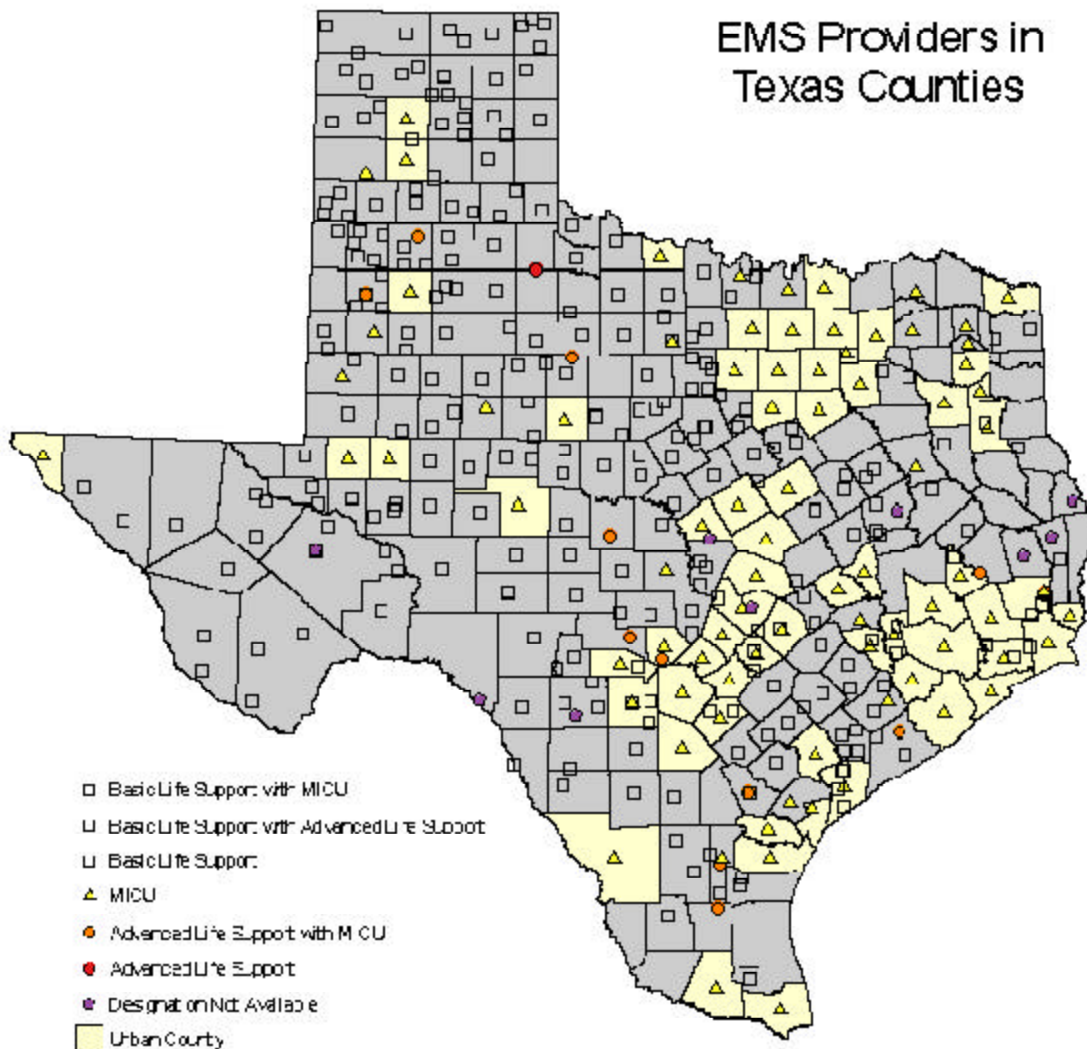 EMS Providers in
Texas Counties
Basic Life Support with MICU
Basic Life Support with Advanced Life Support
Basic Life Support
MICU
Advanced Life Support with MICU
Advanced Life Support
Designation Not Available
Urban County